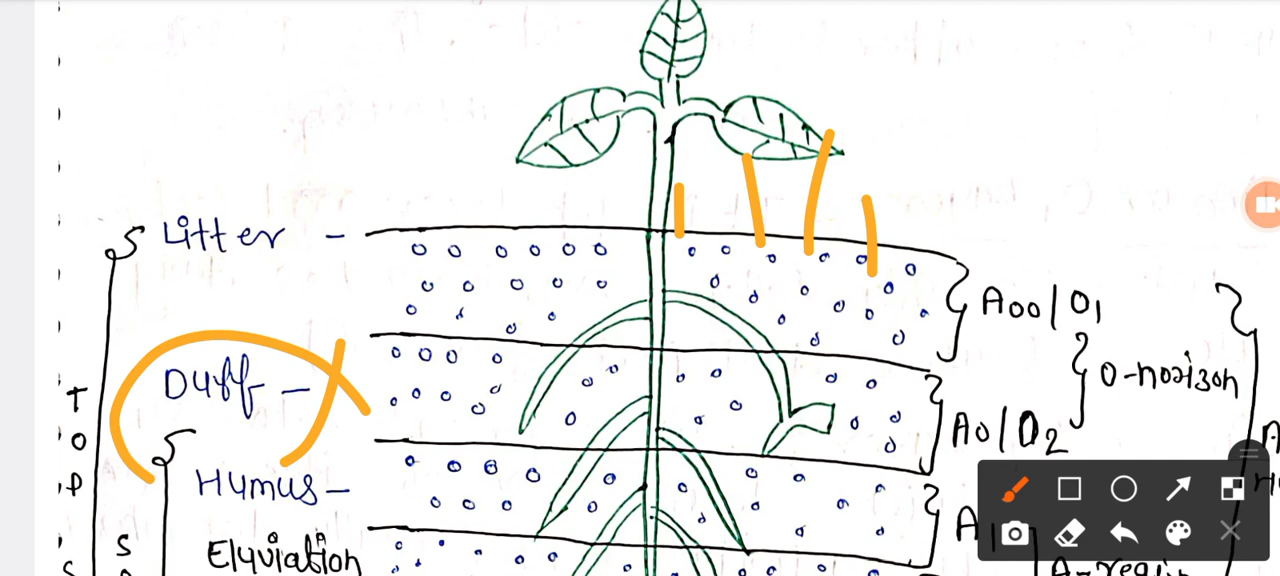 Litter -
A00/O1
Duff -
O-horizon
A0/O2
Humus -
A1
Eluviation
T
O
P
S
S